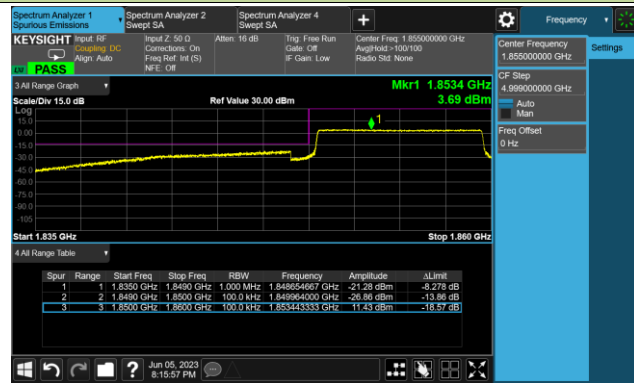 Spectrum Analyzer 1
Spurious Emissions
Spectrum Analyzer 2
Swept SA
Spectrum Analyzer 4
Swept SA
+
Frequency
KEYSIGHT
Input: RF
Coupling: DC
Align: Auto
Input Z: 50 Ω
Corrections: On
Freq Ref: Int (S)
NFE: Off
Atten: 16 dB
Trig: Free Run
Gate: Off
IF Gain: Low
Center Freq: 1.855000000 GHz
Avg|Hold:>100/100
Radio Std: None
PASS
Center Frequency
1.855000000 GHz
Settings
CF Step
4.999000000 GHz
Auto
Man
Freq Offset
0 Hz
3 All Range Graph
Mkr1 1.8534 GHz
Scale/Div 15.0 dB
Ref Value 30.00 dBm
3.69 dBm
Log
15.0
0.00
-15.0
-30.0
-45.0
-60.0
-75.0
-90.0
-105
1
Start 1.835 GHz
Stop 1.860 GHz
4 All Range Table
Spur Range Start Freq Stop Freq RBW Frequency Amplitude ΔLimit
1 1 1.8350 GHz 1.8490 GHz 1.000 MHz 1.848654667 GHz -21.28 dBm -8.278 dB
2 2 1.8490 GHz 1.8500 GHz 100.0 kHz 1.849964000 GHz -26.86 dBm -13.86 dB
3 3 1.8500 GHz 1.8600 GHz 100.0 kHz 1.853443333 GHz 11.43 dBm -18.57 dB
?
Jun 05, 2023
8:15:57 PM